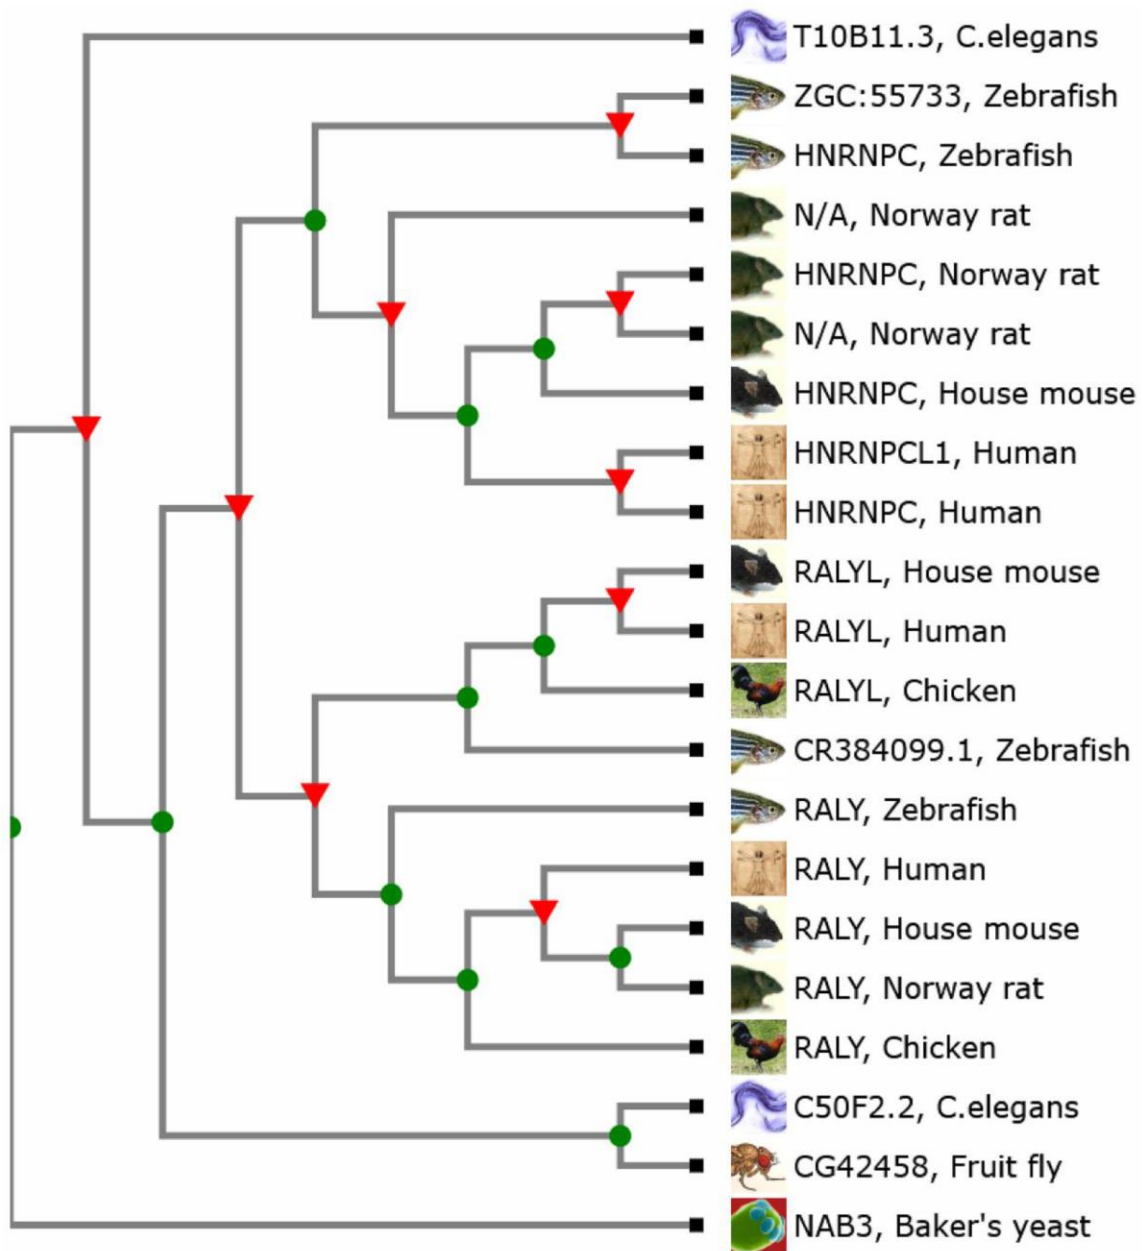 T10B11.3, C.elegans
ZGC:55733, Zebrafish
HNRNPC, Zebrafish
N/A, Norway rat
HNRNPC, Norway rat
N/A, Norway rat
HNRNPC, House mouse
HNRNPCL1, Human
HNRNPC, Human
RALYL, House mouse
RALYL, Human
RALYL, Chicken
CR384099.1, Zebrafish
RALY, Zebrafish
RALY, Human
RALY, House mouse
RALY, Norway rat
RALY, Chicken
C50F2.2, C.elegans
CG42458, Fruit fly
NAB3, Baker's yeast